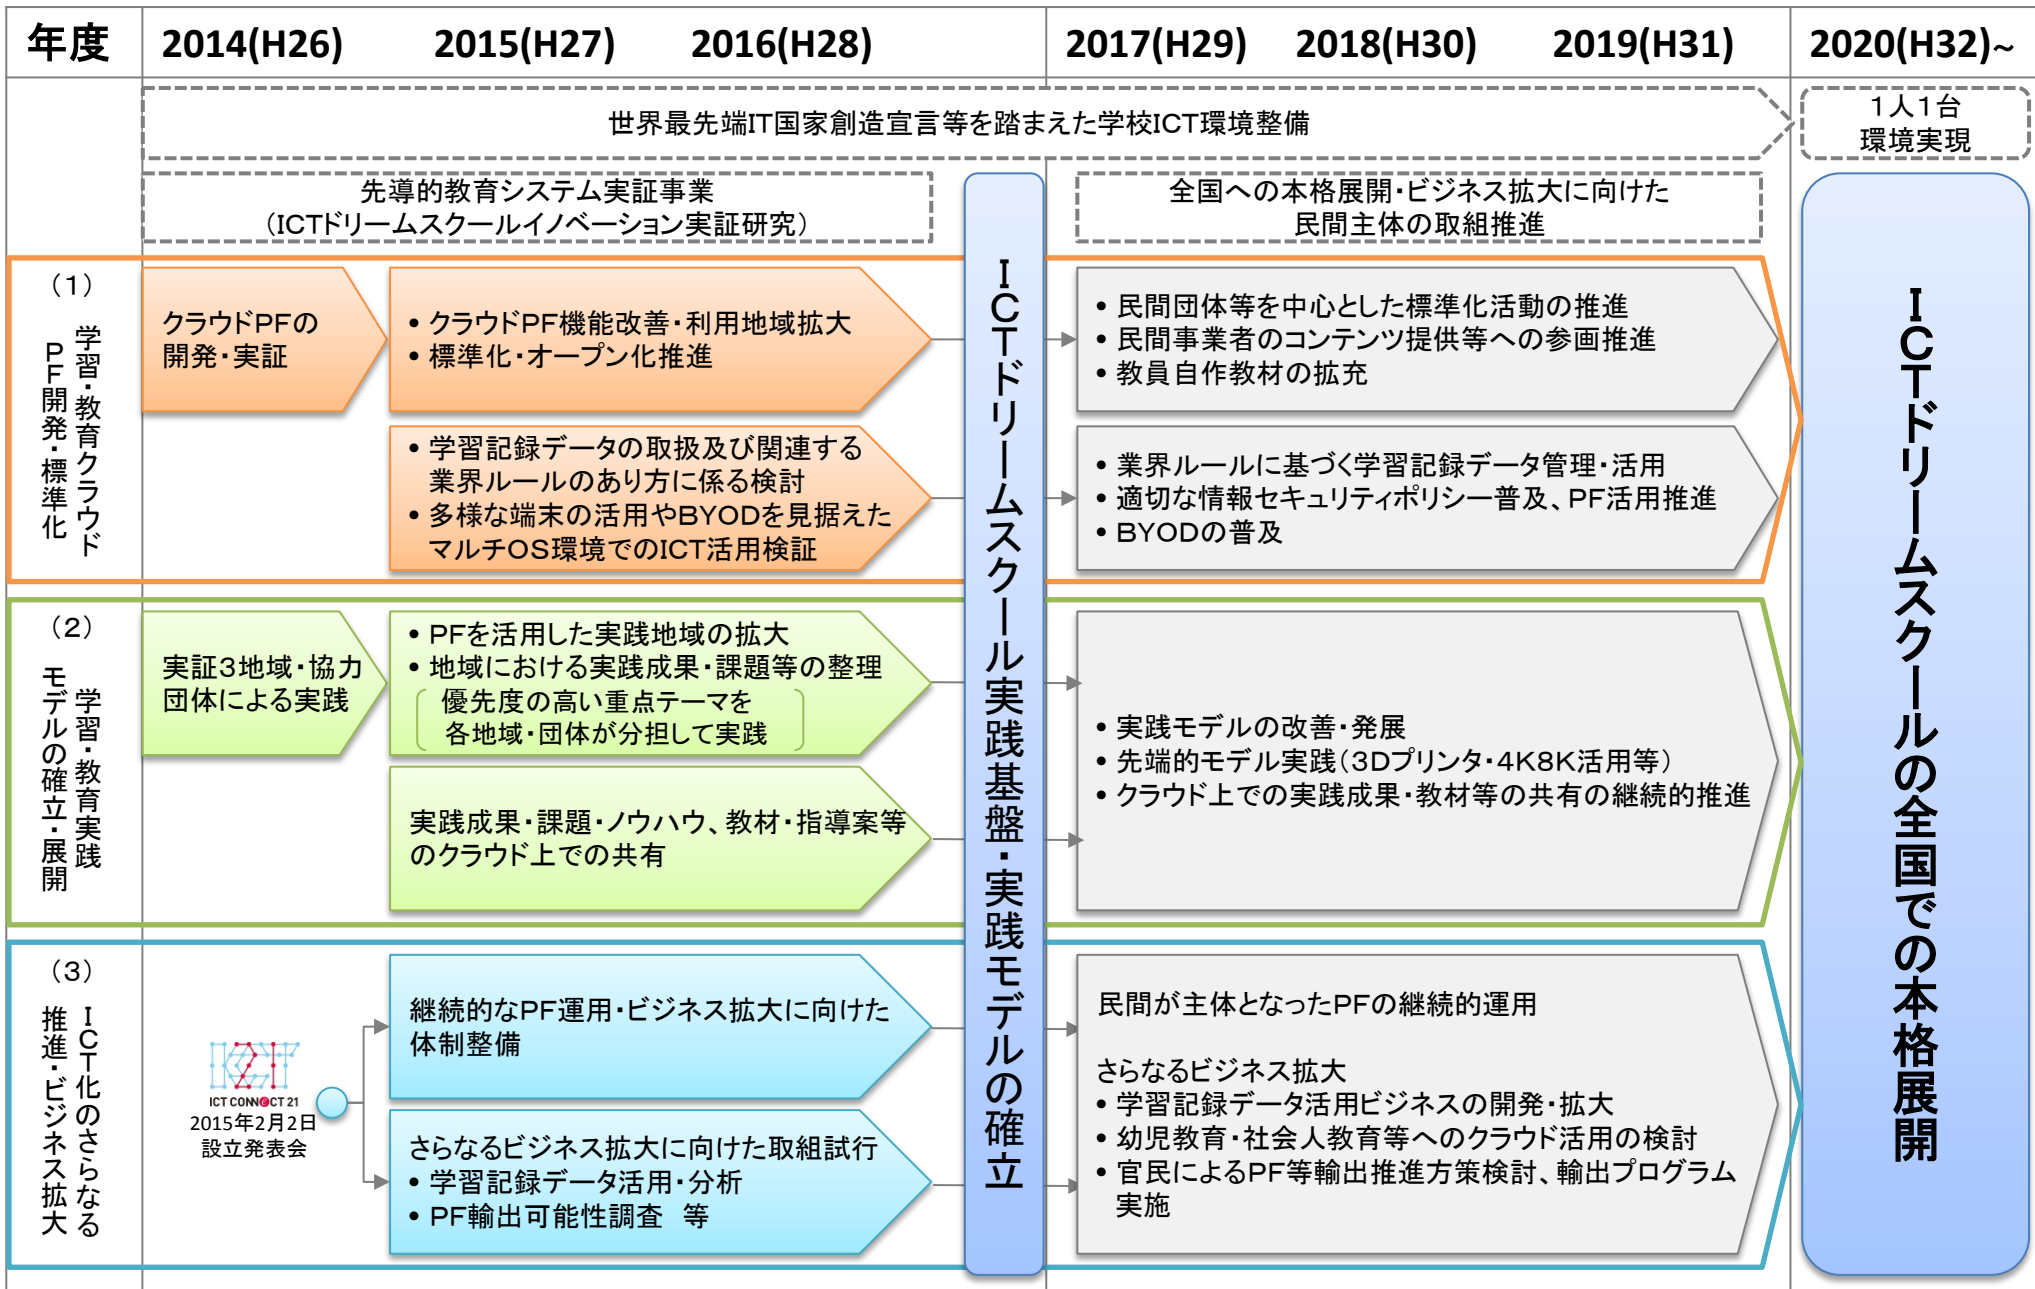 年度
2014(H26)
2015(H27)
2016(H28)
2017(H29)
2018(H30)
2019(H31)
2020(H32)~
世界最先端IT国家創造宣言等を踏まえた学校ICT環境整備
1人1台
環境実現
先導的教育システム実証事業
(ICTドリームスクールイノベーション実証研究)
全国への本格展開・ビジネス拡大に向けた
民間主体の取組推進
(1)
学習・教育クラウド
PF開発・標準化
クラウドPFの
開発・実証
• クラウドPF機能改善・利用地域拡大
• 標準化・オープン化推進
• 学習記録データの取扱及び関連する
業界ルールのあり方に係る検討
• 多様な端末の活用やBYODを見据えた
マルチOS環境でのICT活用検証
ICTドリームスクール実践基盤・実践モデルの確立
• 民間団体等を中心とした標準化活動の推進
• 民間事業者のコンテンツ提供等への参画推進
• 教員自作教材の拡充
• 業界ルールに基づく学習記録データ管理・活用
• 適切な情報セキュリティポリシー普及、PF活用推進
• BYODの普及
ICTドリームスクールの全国での本格展開
(2)
学習・教育実践
モデルの確立・展開
実証3地域・協力
団体による実践
• PFを活用した実践地域の拡大
• 地域における実践成果・課題等の整理
優先度の高い重点テーマを
各地域・団体が分担して実践
実践成果・課題・ノウハウ、教材・指導案等
のクラウド上での共有
• 実践モデルの改善・発展
• 先端的モデル実践(3Dプリンタ・4K8K活用等)
• クラウド上での実践成果・教材等の共有の継続的推進
(3)
ICT化のさらなる
推進・ビジネス拡大
ICT
ICT CONNECT 21
2015年2月2日
設立発表会
継続的なPF運用・ビジネス拡大に向けた
体制整備
さらなるビジネス拡大に向けた取組試行
• 学習記録データ活用・分析
• PF輸出可能性調査 等
民間が主体となったPFの継続的運用
さらなるビジネス拡大
• 学習記録データ活用ビジネスの開発・拡大
• 幼児教育・社会人教育等へのクラウド活用の検討
• 官民によるPF等輸出推進方策検討、輸出プログラム
実施